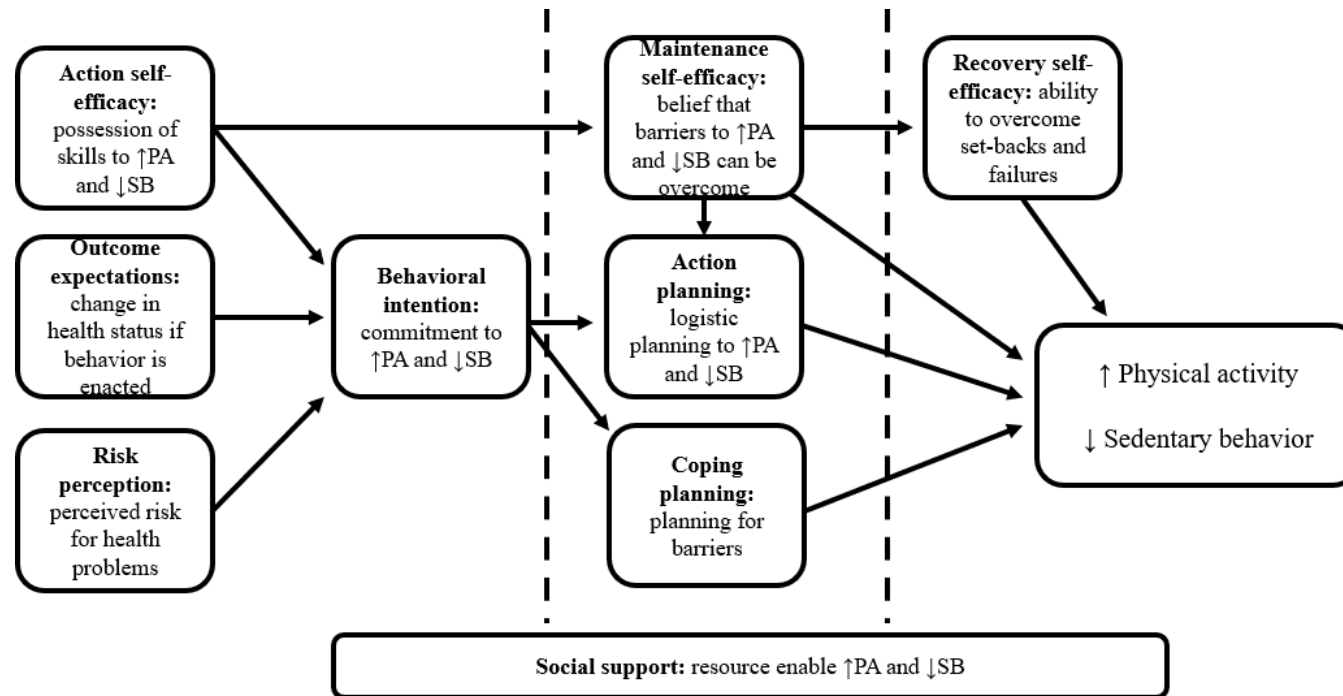 Action self-
efficacy:
possession of
skills to ↑PA
and ↓SB
Outcome
expectations:
change in
health status if
behavior is
enacted
Risk
perception:
perceived risk
for health
problems
Behavioral
intention:
commitment to
↑PA and ↓SB
Maintenance
self-efficacy:
belief that
barriers to ↑PA
and ↓SB can be
overcome
Action
planning:
logistic
planning to ↑PA
and ↓SB
Coping
planning:
planning for
barriers
Recovery self-
efficacy: ability
to overcome
set-backs and
failures
↑ Physical activity
↓ Sedentary behavior
Social support: resource enable ↑PA and ↓SB